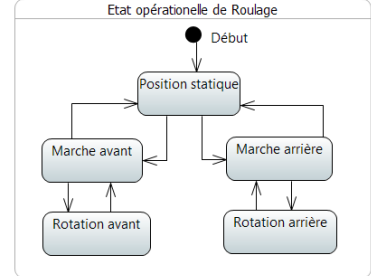 Etat opérationelle de Roulage
Début
Position statique
Marche avant
Marche arrière
Rotation avant
Rotation arrière